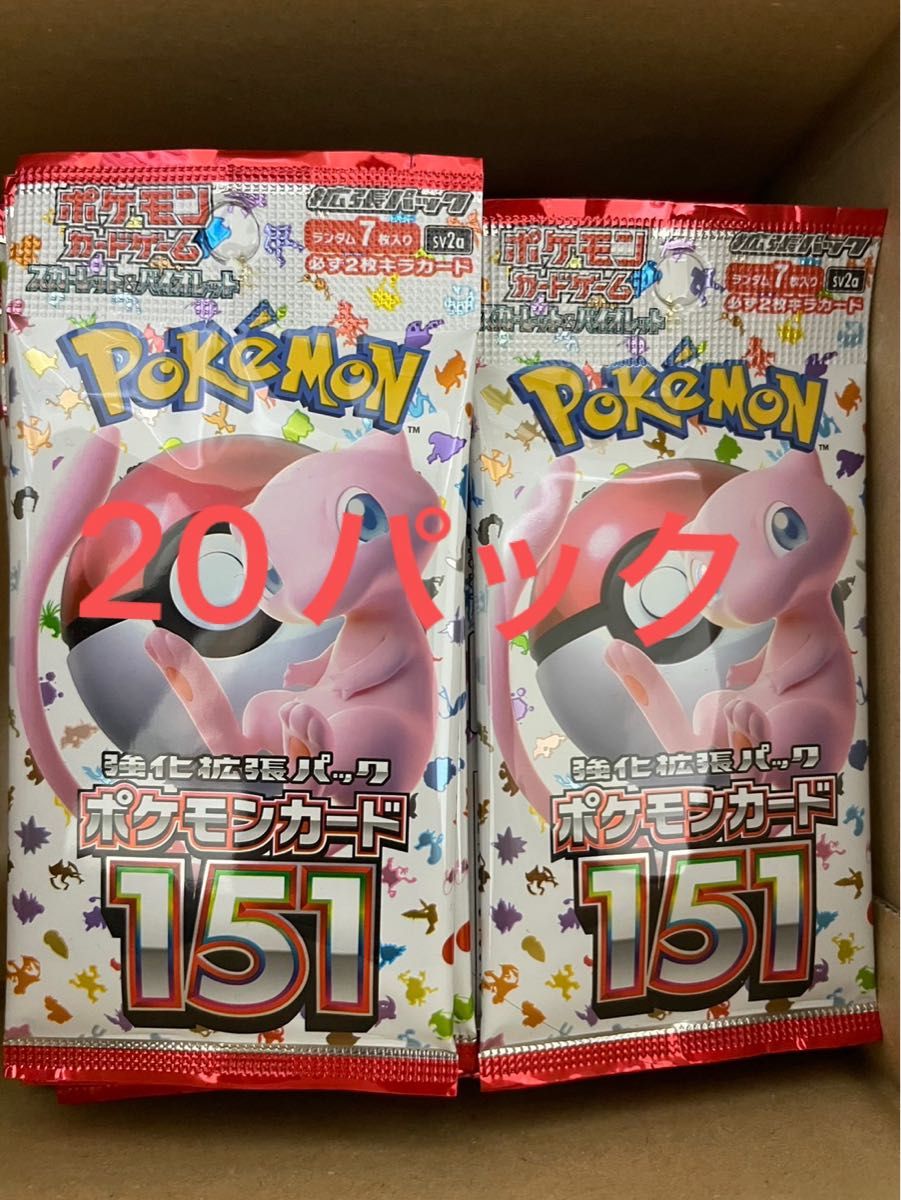 拡張パック
ポケモン
カードゲーム
スカーレット&バイオレット
ランダム7枚入り
sv2a
必ず2枚キラカード
POKéMON
TM
強化拡張パック
ポケモンカード
151
拡張パック
ポケモン
カードゲーム
スカーレット&バイオレット
ランダム7枚入り
sv2a
必ず2枚キラカード
POKéMON
TM
強化拡張パック
ポケモンカード
151
20パック